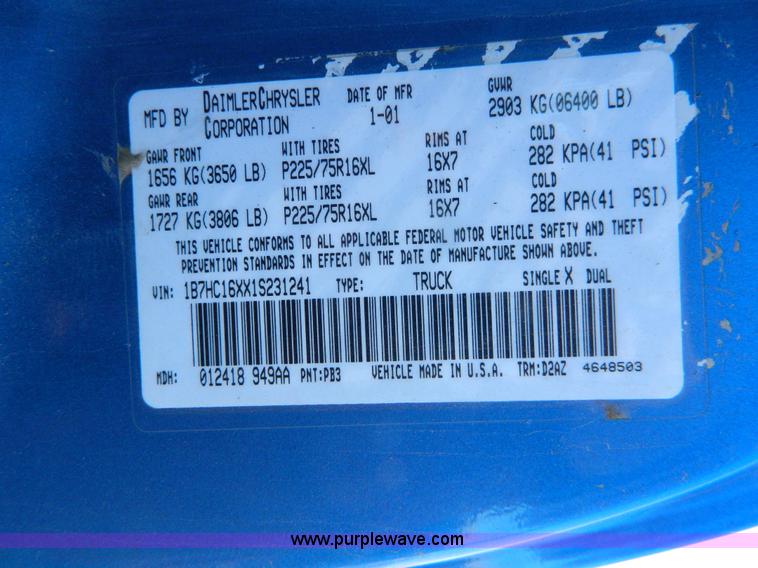 MFD BY DAIMLERCHRYSLER CORPORATION DATE OF MFR 1-01 GVWR 2903 KG(06400 LB)
GAWR FRONT WITH TIRES RIMS AT COLD
1656 KG(3650 LB) P225/75R16XL 16X7 282 KPA(41 PSI)
GAWR REAR WITH TIRES RIMS AT COLD
1727 KG(3806 LB) P225/75R16XL 16X7 282 KPA(41 PSI)
THIS VEHICLE CONFORMS TO ALL APPLICABLE FEDERAL MOTOR VEHICLE SAFETY AND THEFT
PREVENTION STANDARDS IN EFFECT ON THE DATE OF MANUFACTURE SHOWN ABOVE.
VIN: 1B7HC16XX1S231241 TYPE: TRUCK SINGLE X DUAL
MDH: 012418 949AA PNT:PB3 VEHICLE MADE IN U.S.A. TRM:D2AZ 4648503
www.purplewave.com